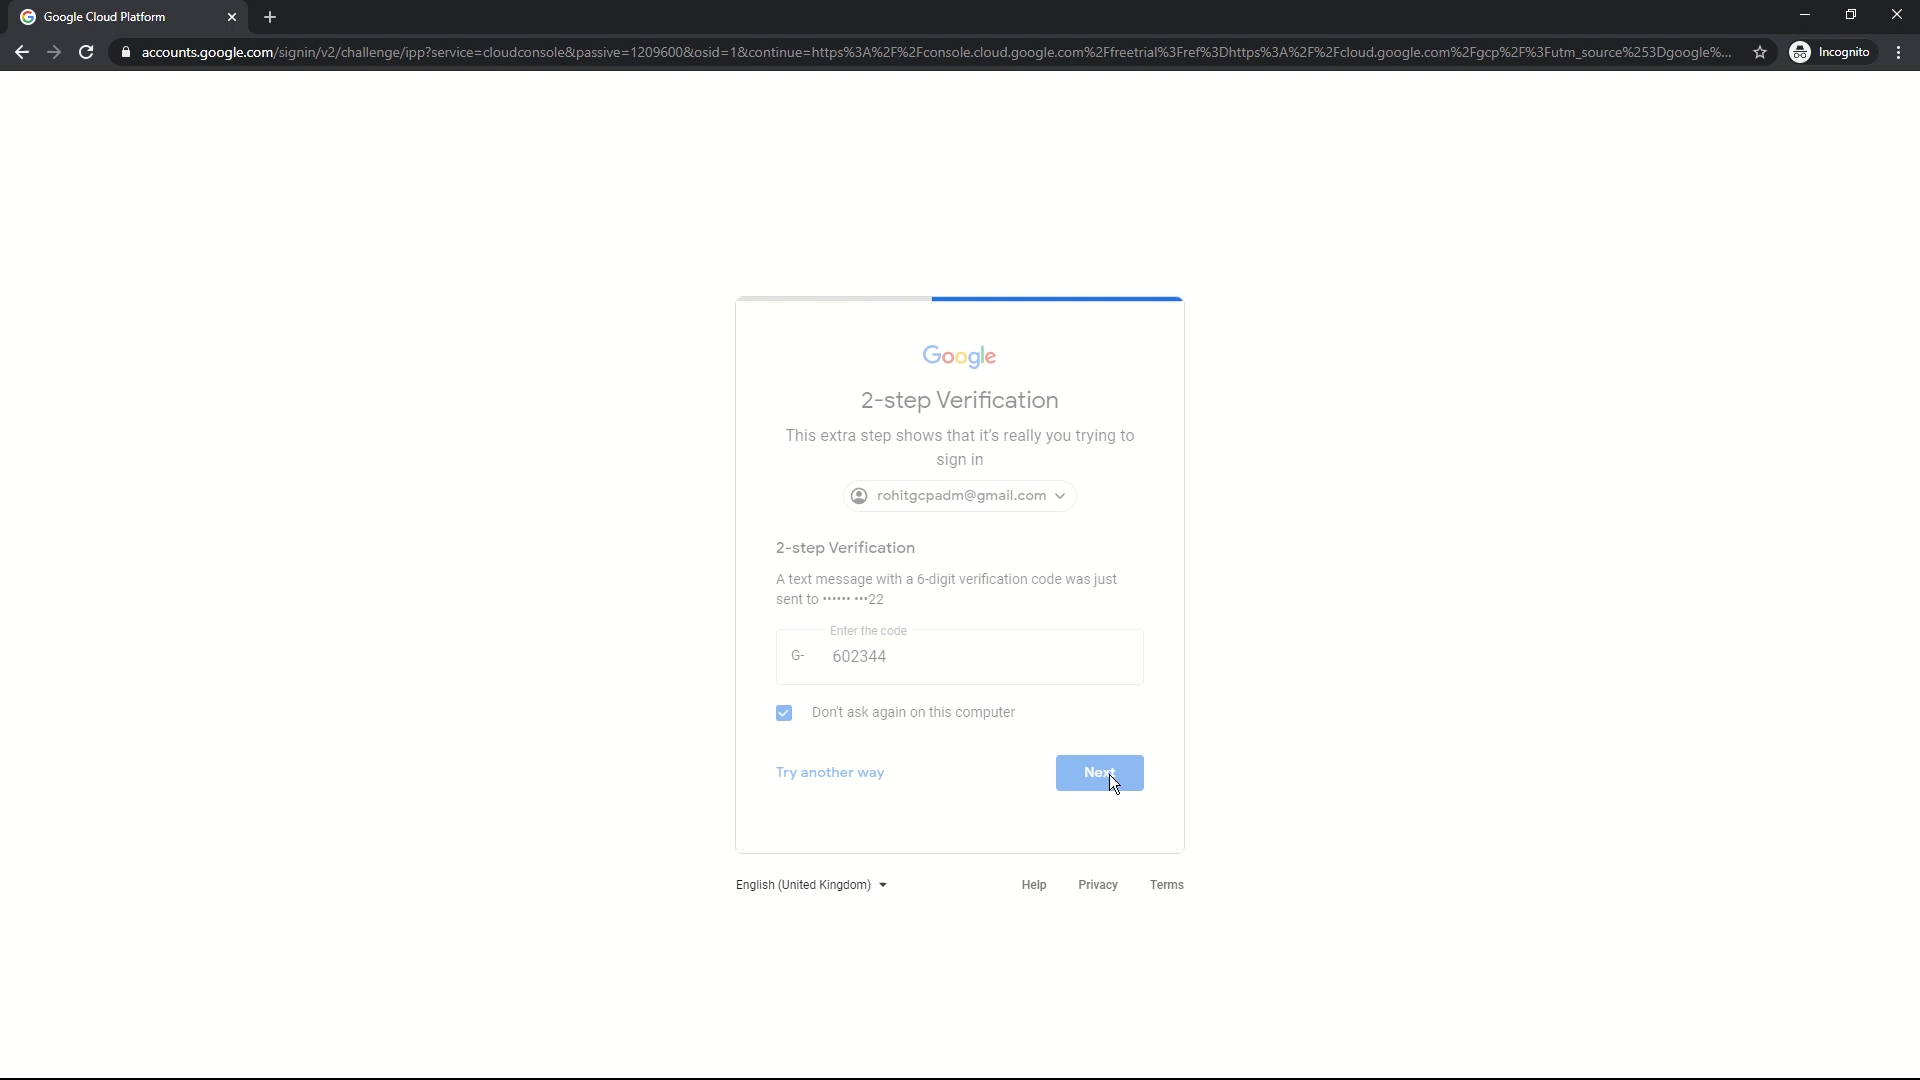 Google Cloud Platform
accounts.google.com/signin/v2/challenge/ipp?service=cloudconsole&passive=1209600&osid=1&continue=https%3A%2F%2Fconsole.cloud.google.com%2Ffreetrial%3Fref%3Dhttps%3A%2F%2Fcloud.google.com%2Fgcp%2F%3Futm_source%253Dgoogle%...
Incognito
Google
2-step Verification
This extra step shows that it's really you trying to
sign in
rohitgcpadm@gmail.com
2-step Verification
A text message with a 6-digit verification code was just
sent to •••••• •••22
Enter the code
G- 602344
Don't ask again on this computer
Try another way
Next
English (United Kingdom)
Help Privacy Terms